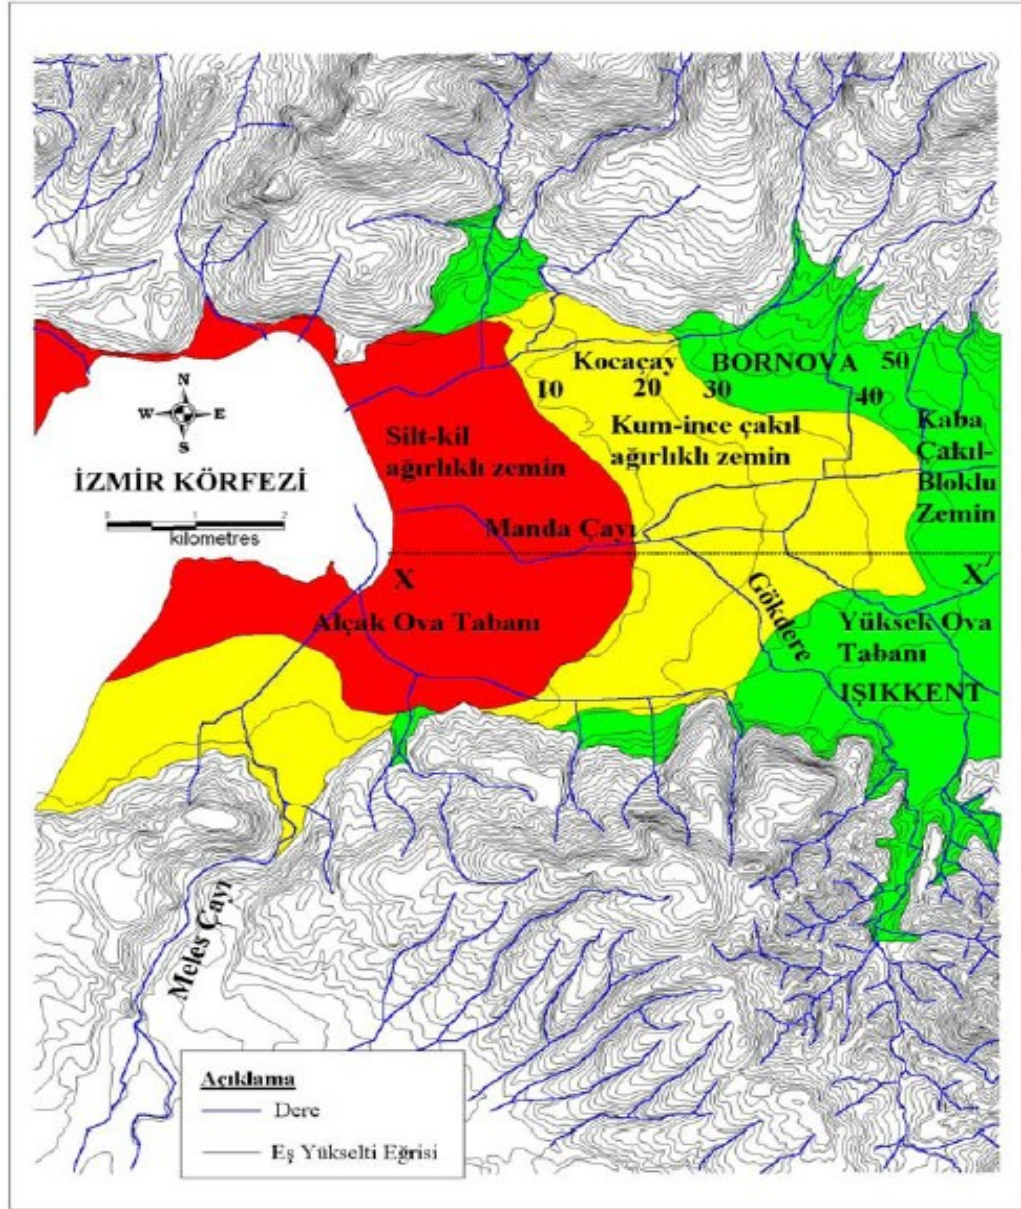 Kocaçay
BORNOVA
50
10
20
30
40
N
W
E
S
Silt-kil
ağırlıklı zemin
Kum-ince çakıl
ağırlıklı zemin
Kaba
Çakıl-
Bloklu
Zemin
İZMİR KÖRFEZİ
0
1
2
kilometres
Manda Çayı
X
X
Alçak Ova Tabanı
Gökdere
Yüksek Ova
Tabanı
IŞIKKENT
Meles Çayı
Açıklama
Dere
Eş Yükselti Eğrisi